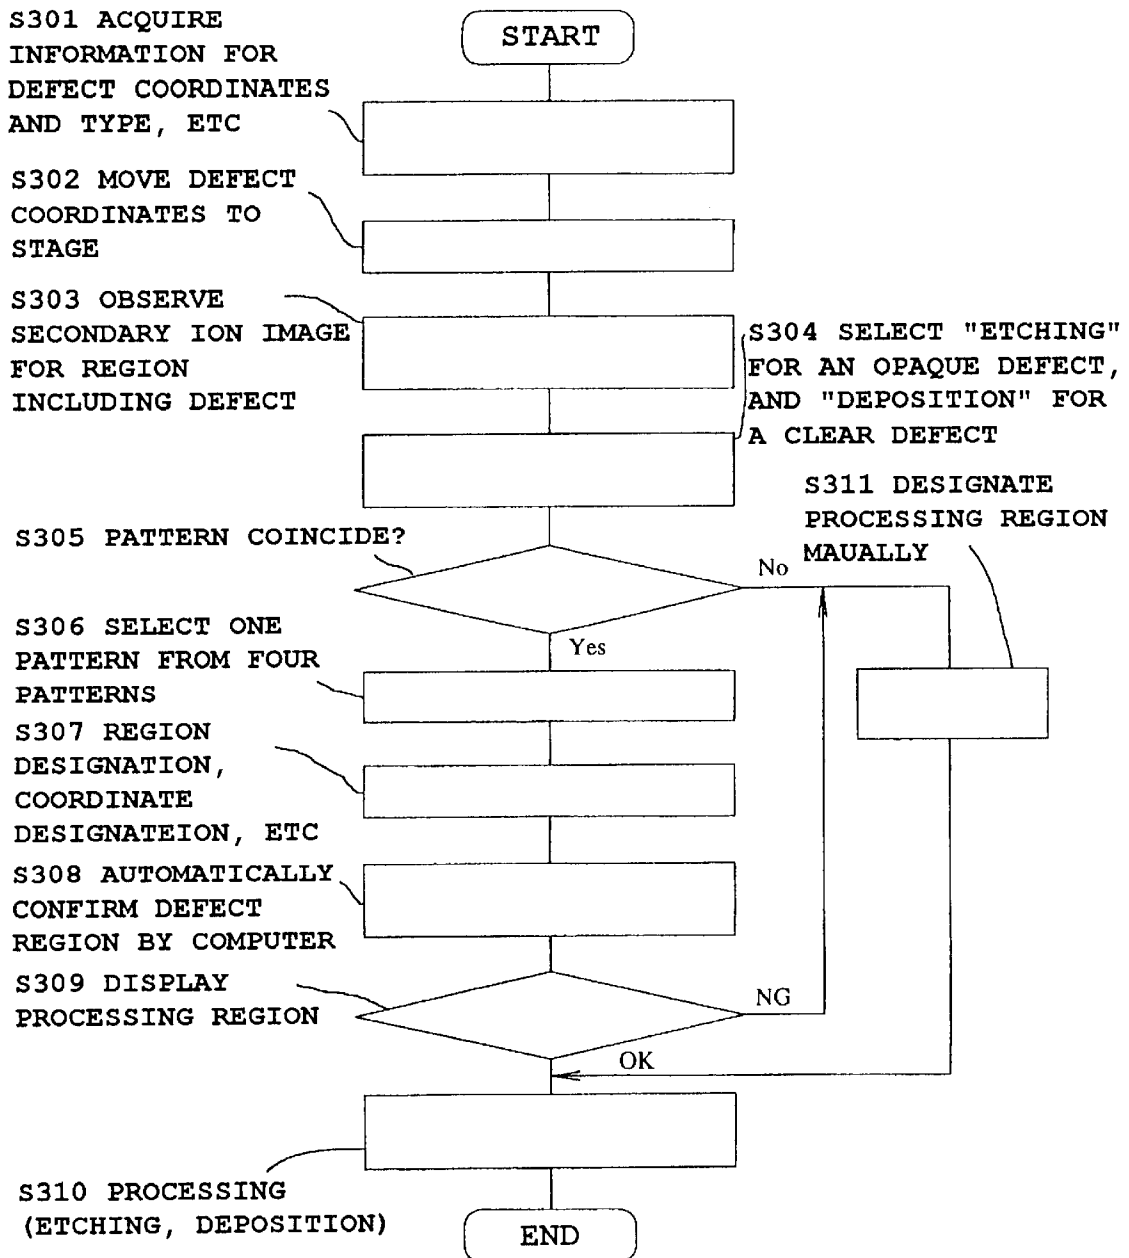 S301 ACQUIRE
INFORMATION FOR
DEFECT COORDINATES
AND TYPE, ETC
START
S302 MOVE DEFECT
COORDINATES TO
STAGE
S303 OBSERVE
SECONDARY ION IMAGE
FOR REGION
INCLUDING DEFECT
S304 SELECT "ETCHING"
FOR AN OPAQUE DEFECT,
AND "DEPOSITION" FOR
A CLEAR DEFECT
S311 DESIGNATE
PROCESSING REGION
MAUALLY
S305 PATTERN COINCIDE?
No
Yes
S306 SELECT ONE
PATTERN FROM FOUR
PATTERNS
S307 REGION
DESIGNATION,
COORDINATE
DESIGNATEION, ETC
S308 AUTOMATICALLY
CONFIRM DEFECT
REGION BY COMPUTER
S309 DISPLAY
PROCESSING REGION
NG
OK
S310 PROCESSING
(ETCHING, DEPOSITION)
END